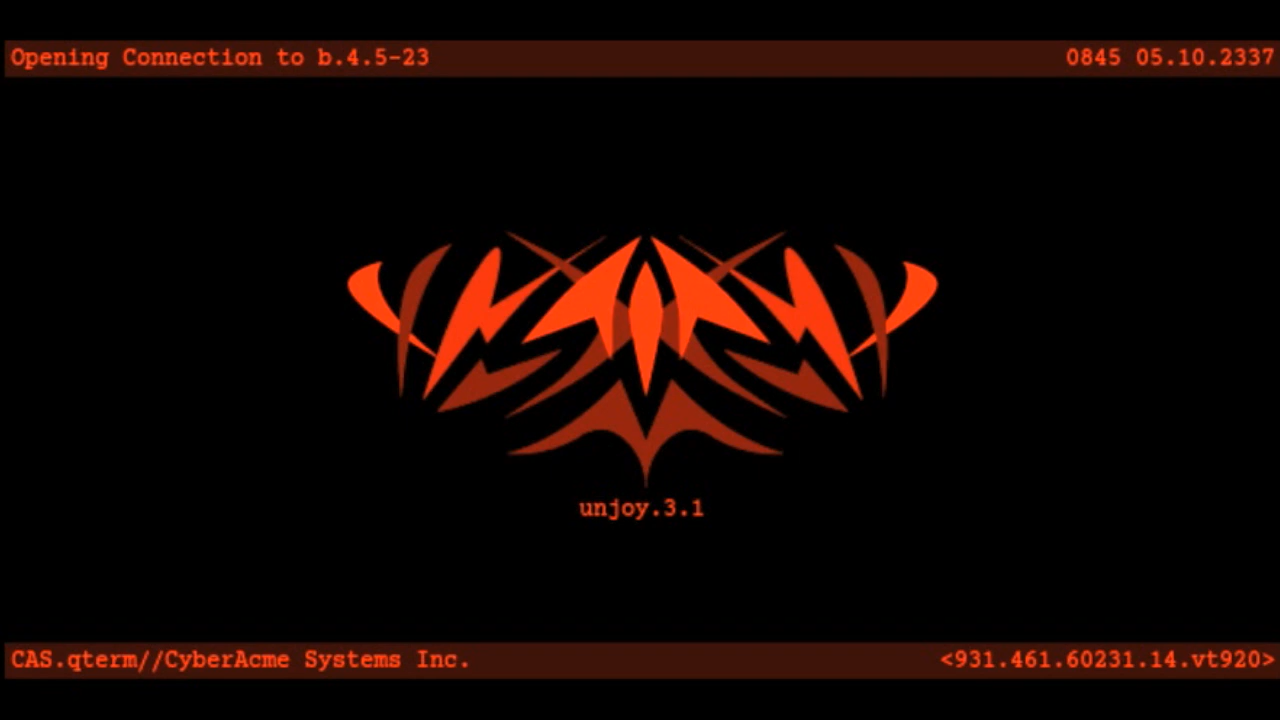 Opening Connection to b.4.5-23 0845 05.10.2337
unjoy.3.1
CAS.qterm//CyberAcme Systems Inc. <931.461.60231.14.vt920>